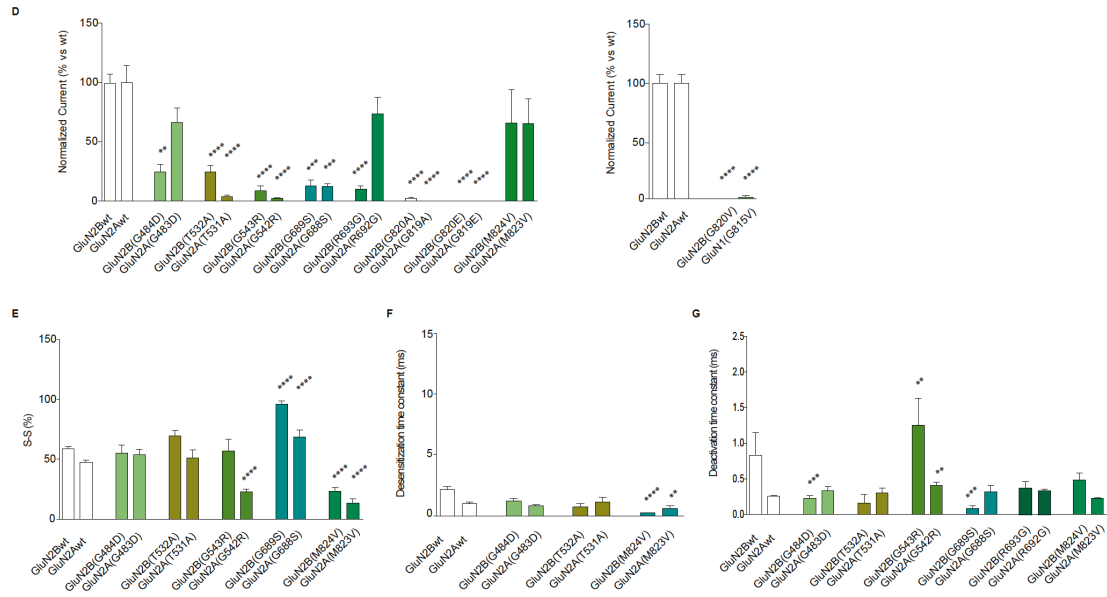 D
Normalized Current (% vs wt)
150
100
50
0
**
****
****
****
****
***
***
****
****
****
****
****
GluN2Bwt
GluN2Awt
GluN2B(G484D)
GluN2A(G483D)
GluN2B(T532A)
GluN2A(T531A)
GluN2B(G543R)
GluN2A(G542R)
GluN2B(G689S)
GluN2A(G688S)
GluN2B(R693G)
GluN2A(R692G)
GluN2B(G820A)
GluN2A(G819A)
GluN2B(G820E)
GluN2A(G819E)
GluN2B(M824V)
GluN2A(M823V)
Normalized Current (% vs wt)
150
100
50
0
****
****
GluN2Bwt
GluN2Awt
GluN2B(G820V)
GluN1(G815V)
E
S-S (%)
150
100
50
0
****
****
****
****
****
GluN2Bwt
GluN2Awt
GluN2B(G484D)
GluN2A(G483D)
GluN2B(T532A)
GluN2A(T531A)
GluN2B(G543R)
GluN2A(G542R)
GluN2B(G689S)
GluN2A(G688S)
GluN2B(M824V)
GluN2A(M823V)
F
Desensitization time constant (ms)
15
10
5
0
****
**
GluN2Bwt
GluN2Awt
GluN2B(G484D)
GluN2A(G483D)
GluN2B(T532A)
GluN2A(T531A)
GluN2B(M824V)
GluN2A(M823V)
G
Deactivation time constant (ms)
2.5
2.0
1.5
1.0
0.5
0.0
***
**
**
***
GluN2Bwt
GluN2Awt
GluN2B(G484D)
GluN2A(G483D)
GluN2B(T532A)
GluN2A(T531A)
GluN2B(G543R)
GluN2A(G542R)
GluN2B(G689S)
GluN2A(G688S)
GluN2B(R693G)
GluN2A(R692G)
GluN2B(M824V)
GluN2A(M823V)